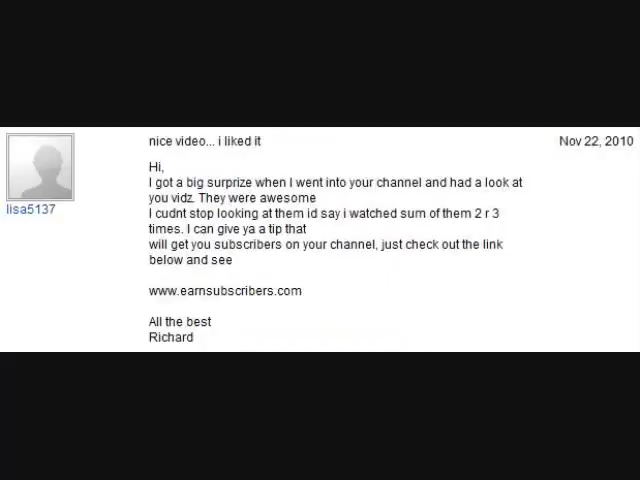 nice video... i liked it
Nov 22, 2010
Hi,
I got a big surprize when I went into your channel and had a look at
you vidz. They were awesome
I cudnt stop looking at them id say i watched sum of them 2 r 3
times. I can give ya a tip that
will get you subscribers on your channel, just check out the link
below and see
www.earnsubscribers.com
All the best
Richard
lisa5137